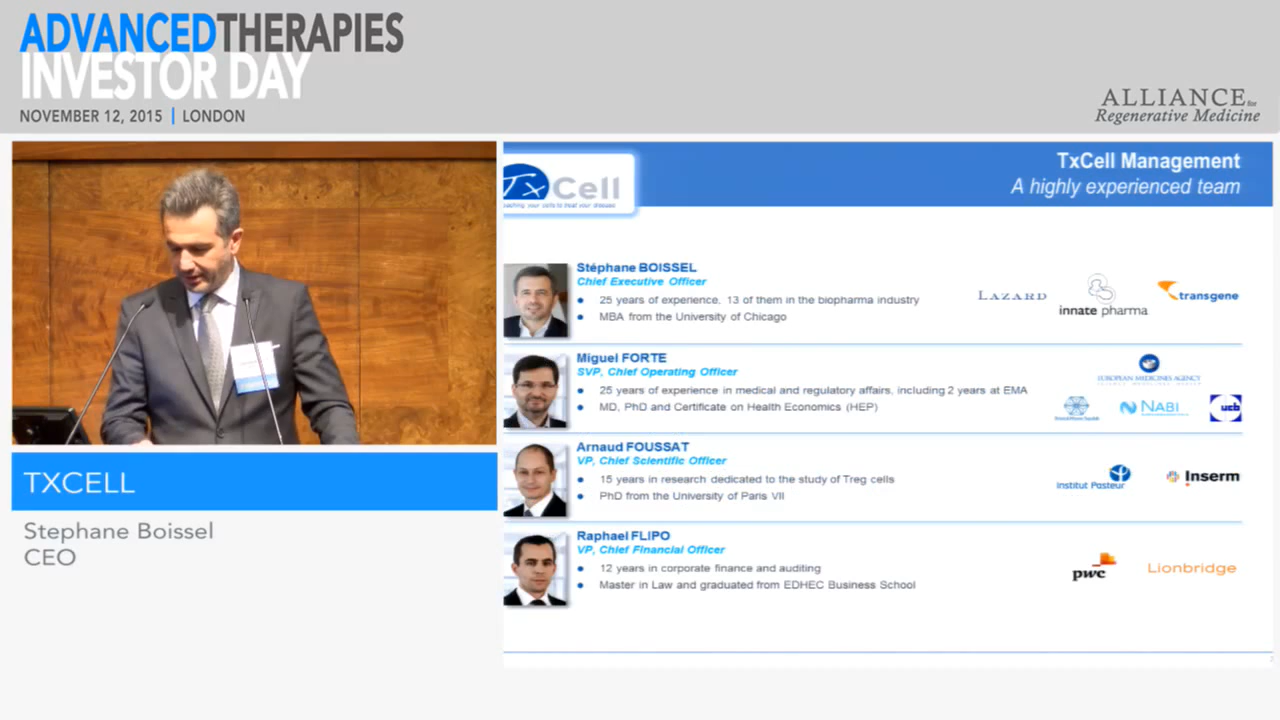 ADVANCEDTHERAPIES
INVESTOR DAY
NOVEMBER 12, 2015 | LONDON
ALLIANCE for
Regenerative Medicine
TxCell
TxCell Management
A highly experienced team
Stéphane BOISSEL
Chief Executive Officer
25 years of experience, 13 of them in the biopharma industry
MBA from the University of Chicago
LAZARD
innate pharma
transgene
Miguel FORTE
SVP, Chief Operating Officer
25 years of experience in medical and regulatory affairs, including 2 years at EMA
MD, PhD and Certificate on Health Economics (HEP)
EUROPEAN MEDICINES AGENCY
NABI
ucb
Arnaud FOUSSAT
VP, Chief Scientific Officer
15 years in research dedicated to the study of Treg cells
PhD from the University of Paris VII
Institut Pasteur
Inserm
Raphael FLIPO
VP, Chief Financial Officer
12 years in corporate finance and auditing
Master in Law and graduated from EDHEC Business School
pwc
Lionbridge
TXCELL
Stephane Boissel
CEO